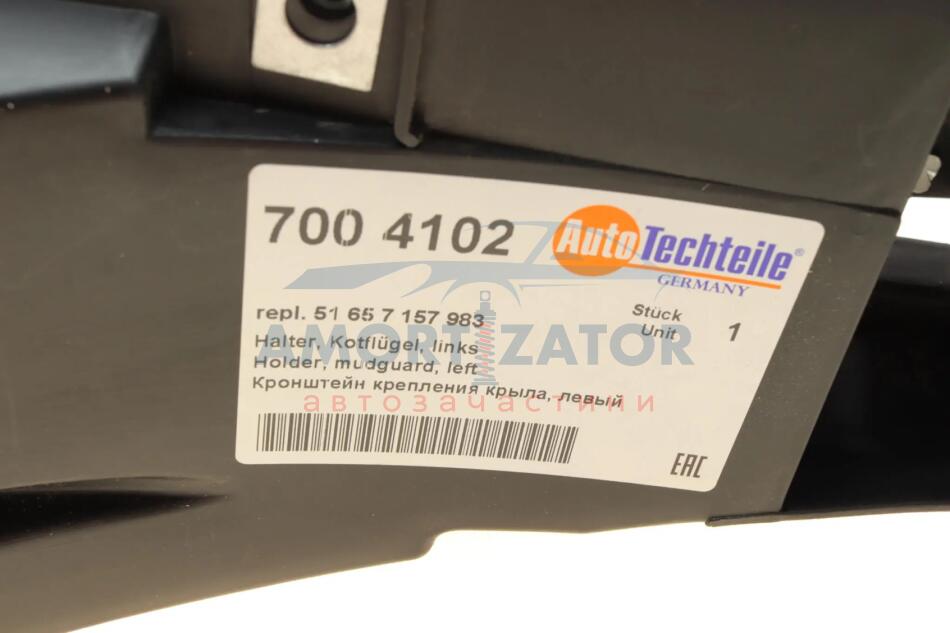 700 4102
AutoTechteile®
GERMANY
repl. 51 65 7 157 983
Stück
Unit 1
Halter, Kotflügel, links
Holder, mudguard, left
Кронштейн крепления крыла, левый
AMORTIZATOR
автозапчастини
EAC